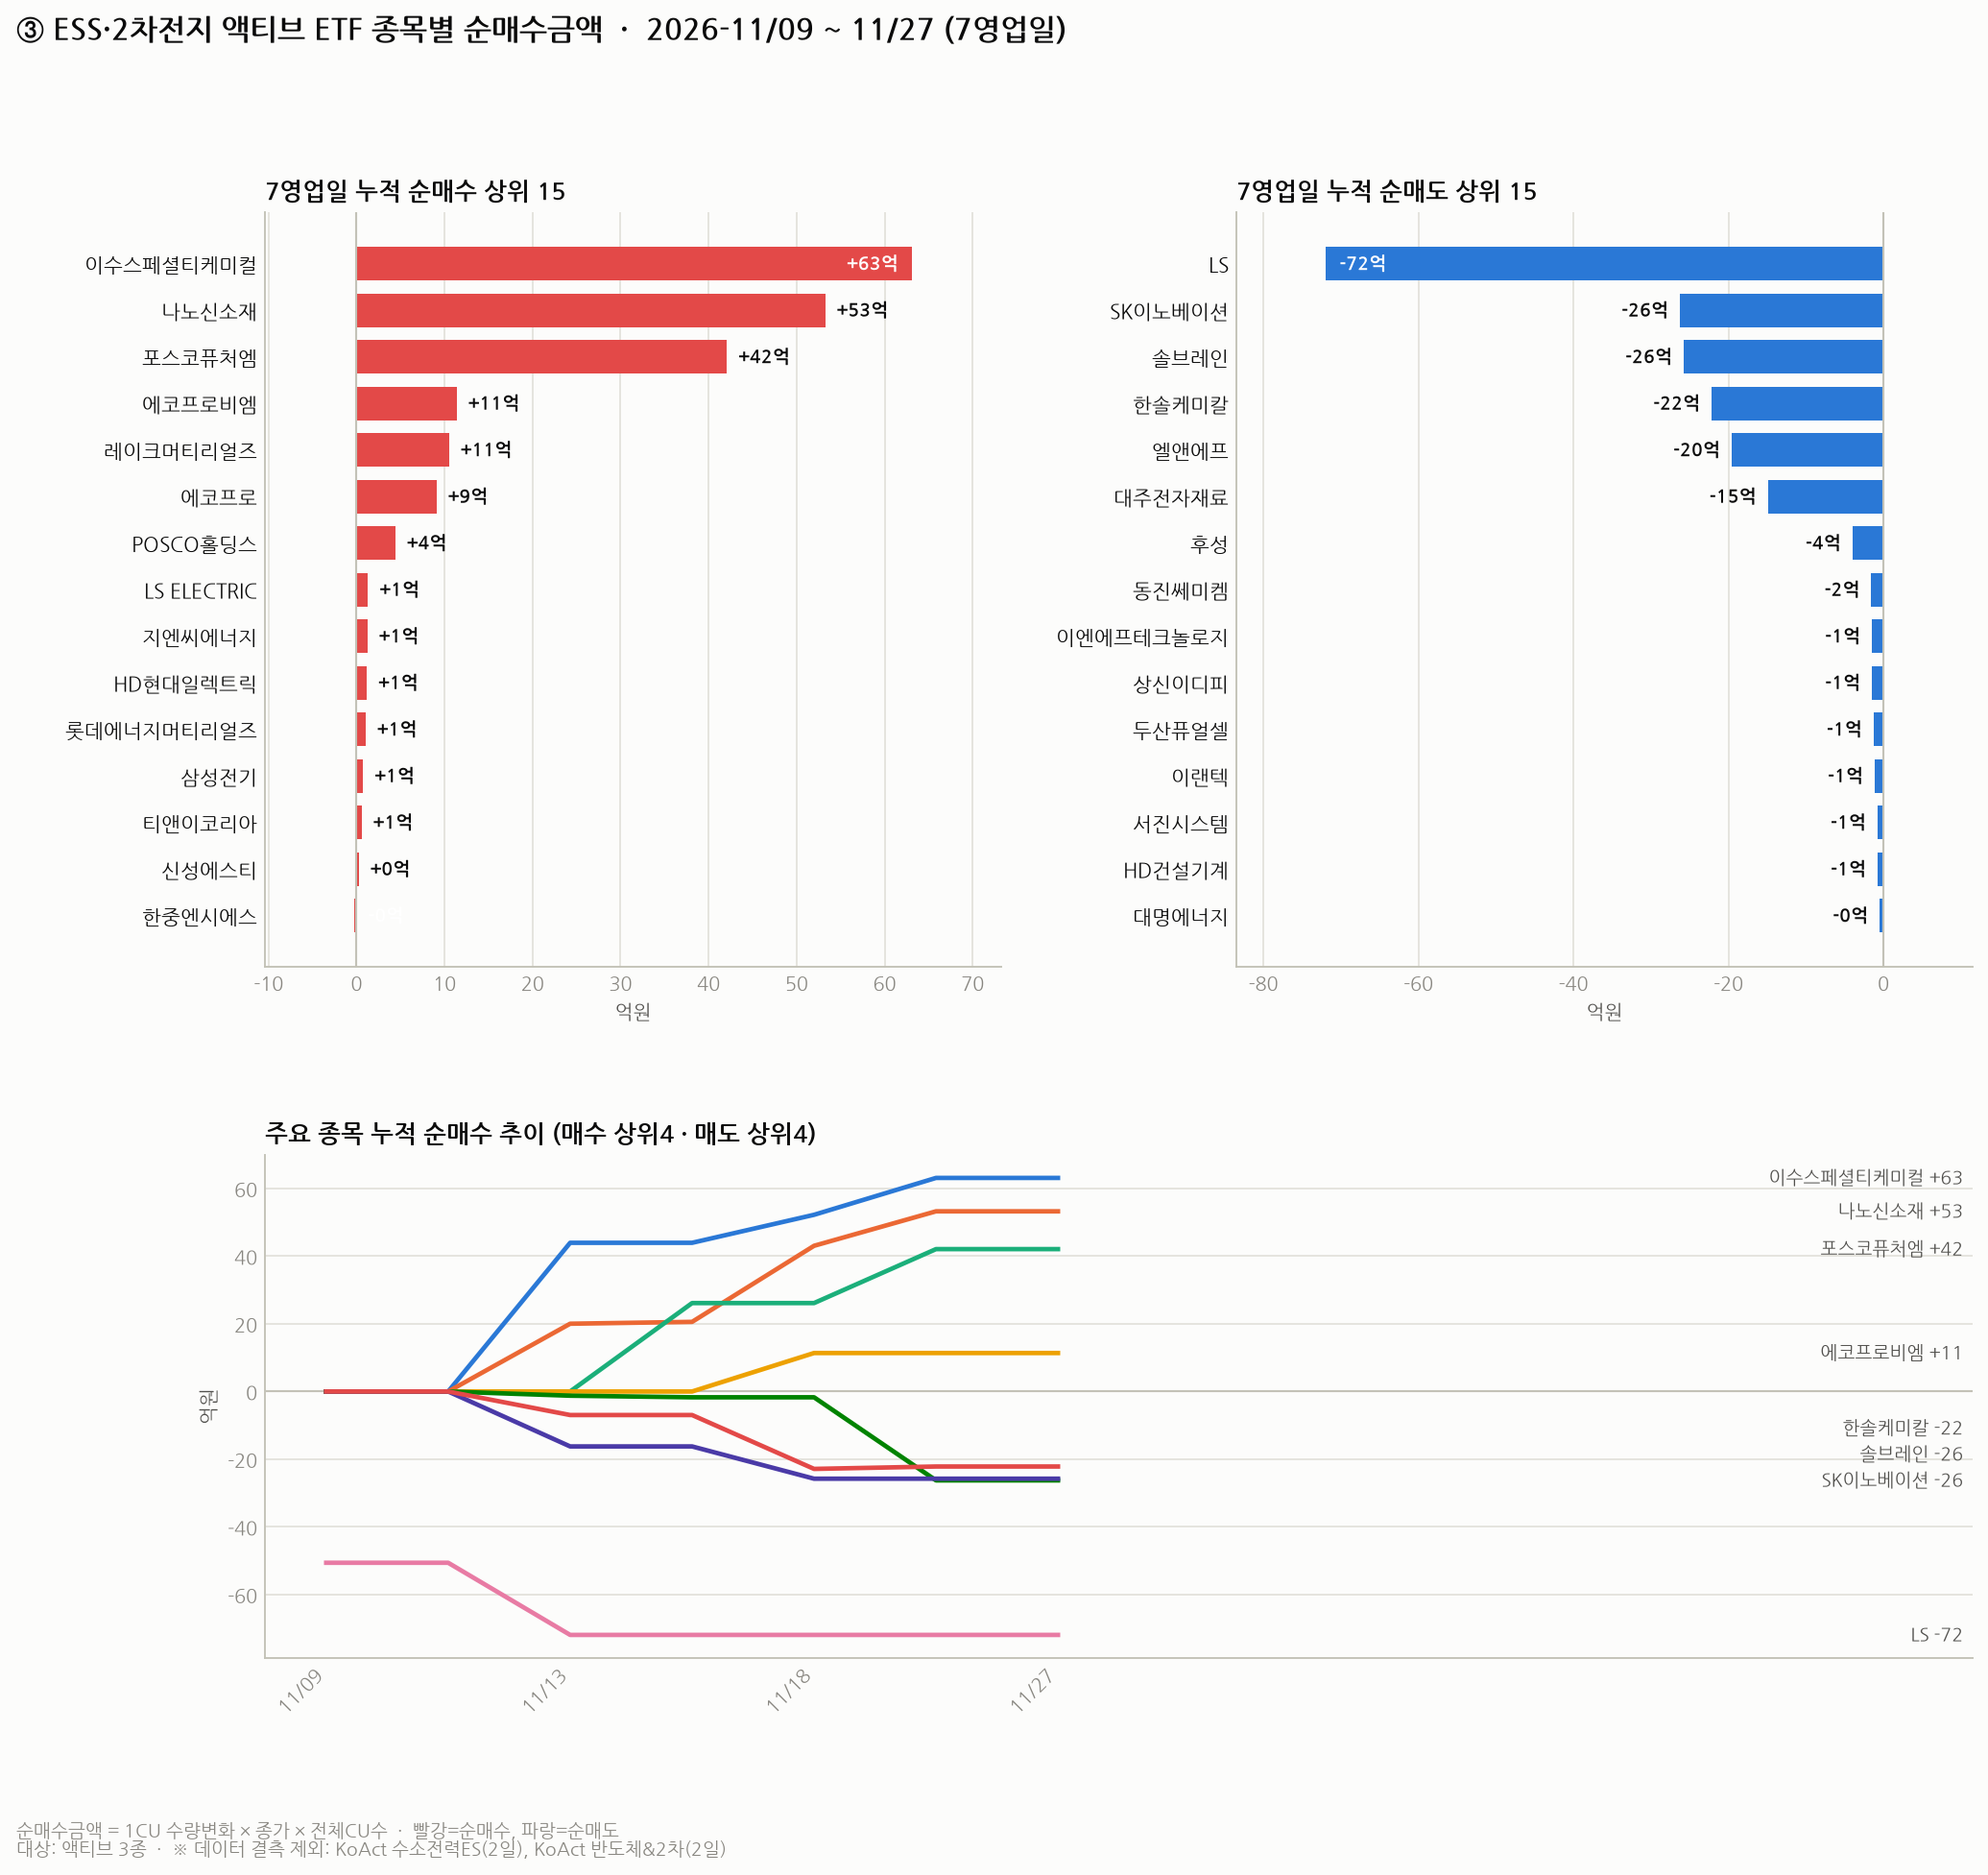 ③ ESS·2차전지 액티브 ETF 종목별 순매수금액 · 2026-11/09 ~ 11/27 (7영업일)
7영업일 누적 순매수 상위 15
이수스페셜티케미컬 +63억
나노신소재 +53억
포스코퓨처엠 +42억
에코프로비엠 +11억
레이크머티리얼즈 +11억
에코프로 +9억
POSCO홀딩스 +4억
LS ELECTRIC +1억
지엔씨에너지 +1억
HD현대일렉트릭 +1억
롯데에너지머티리얼즈 +1억
삼성전기 +1억
티앤이코리아 +1억
신성에스티 +0억
한중엔시에스
-10 0 10 20 30 40 50 60 70
억원
7영업일 누적 순매도 상위 15
LS -72억
SK이노베이션 -26억
솔브레인 -26억
한솔케미칼 -22억
엘앤에프 -20억
대주전자재료 -15억
후성 -4억
동진쎄미켐 -2억
이엔에프테크놀로지 -1억
상신이디피 -1억
두산퓨얼셀 -1억
이랜텍 -1억
서진시스템 -1억
HD건설기계 -1억
대명에너지 -0억
-80 -60 -40 -20 0
억원
주요 종목 누적 순매수 추이 (매수 상위4 · 매도 상위4)
억원
60
40
20
0
-20
-40
-60
이수스페셜티케미컬 +63
나노신소재 +53
포스코퓨처엠 +42
에코프로비엠 +11
한솔케미칼 -22
솔브레인 -26
SK이노베이션 -26
LS -72
11/09 11/13 11/18 11/27
순매수금액 = 1CU 수량변화 × 종가 × 전체CU수 · 빨강=순매수, 파랑=순매도
대상: 액티브 3종 · ※ 데이터 결측 제외: KoAct 수소전력ES(2일), KoAct 반도체&2차(2일)